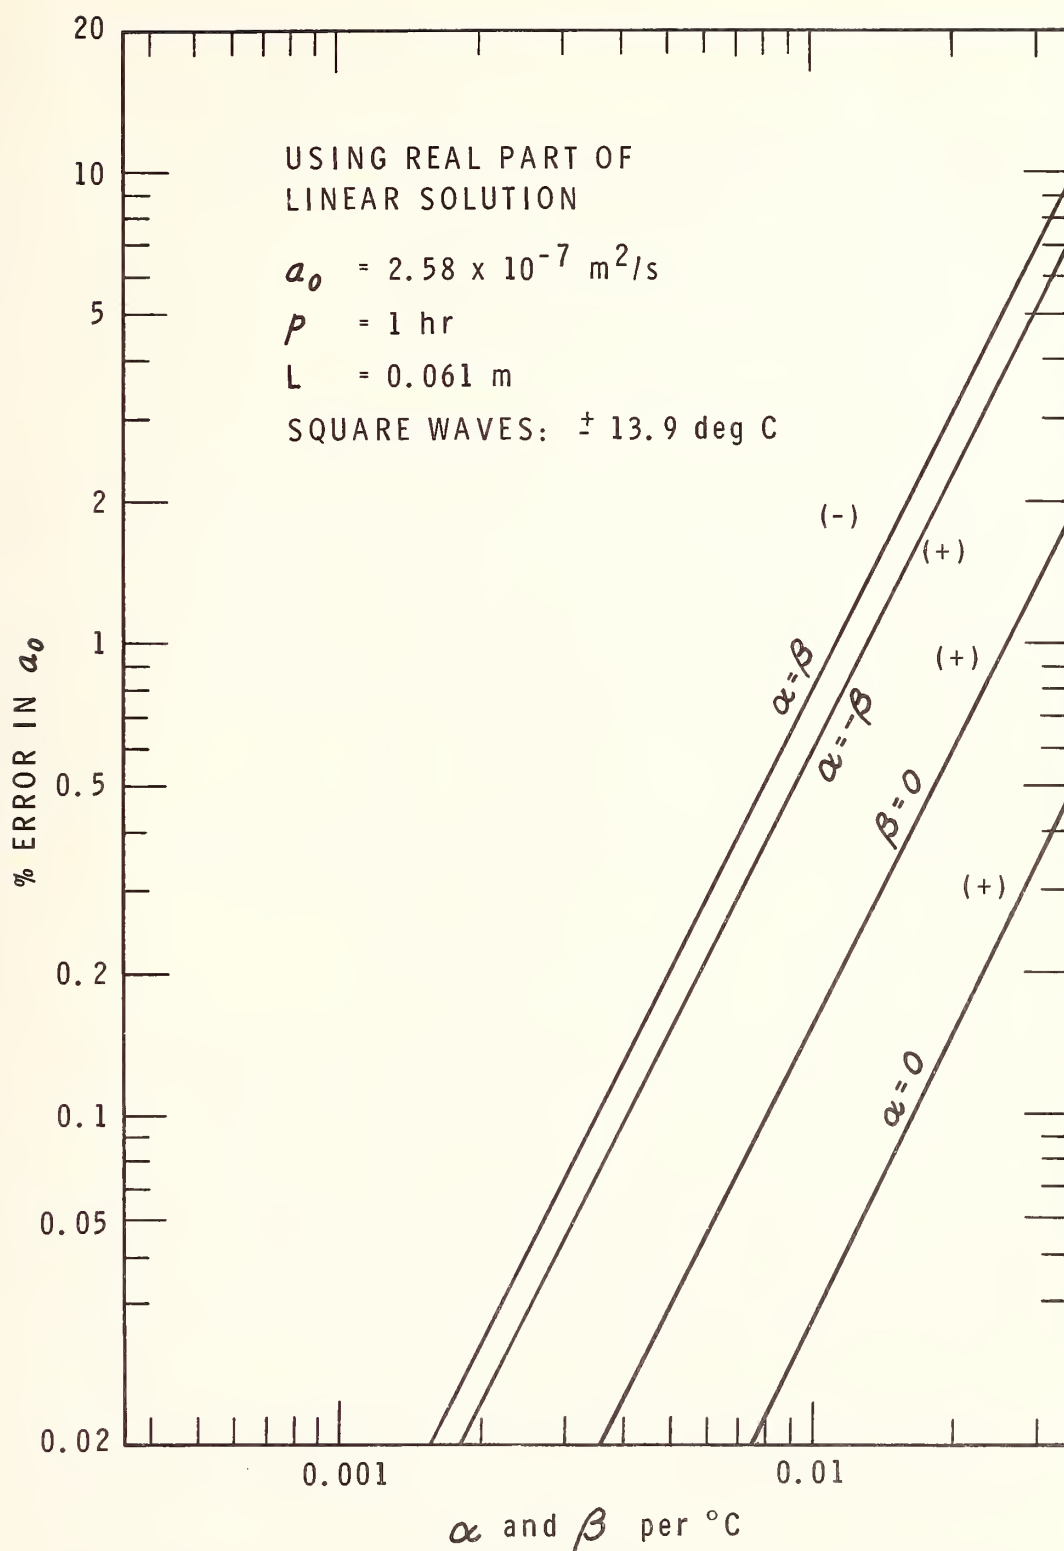 20
10
5
2
1
0.5
0.2
0.1
0.05
0.02
% ERROR IN a₀
USING REAL PART OF
LINEAR SOLUTION
a₀ = 2.58 x 10⁻⁷ m²/s
p = 1 hr
L = 0.061 m
SQUARE WAVES: ± 13.9 deg C
(-)
(+)
(+)
(+)
α=β
α=-β
β=0
α=0
0.001
0.01
α and β per °C